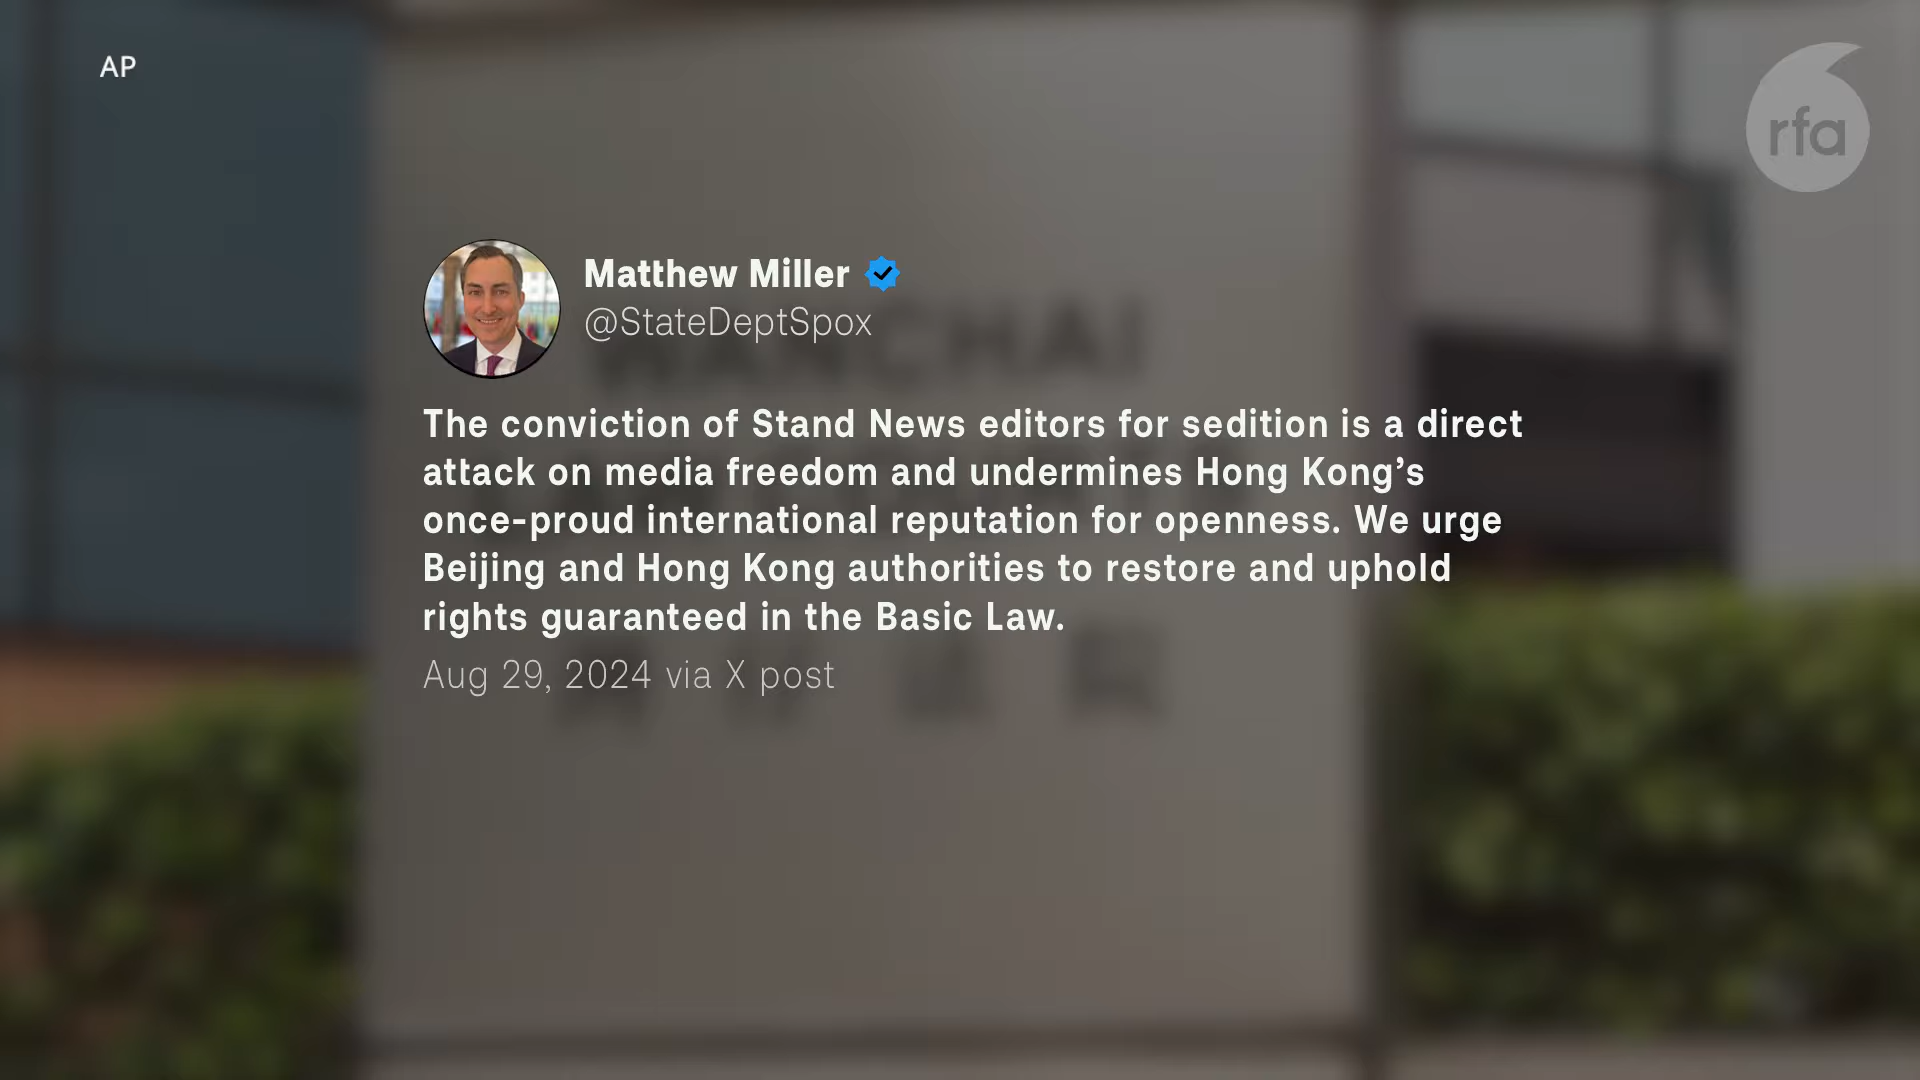 AP
rfa
Matthew Miller
@StateDeptSpox
WANCHAI
The conviction of Stand News editors for sedition is a direct
attack on media freedom and undermines Hong Kong’s
once-proud international reputation for openness. We urge
Beijing and Hong Kong authorities to restore and uphold
rights guaranteed in the Basic Law.
Aug 29, 2024 via X post